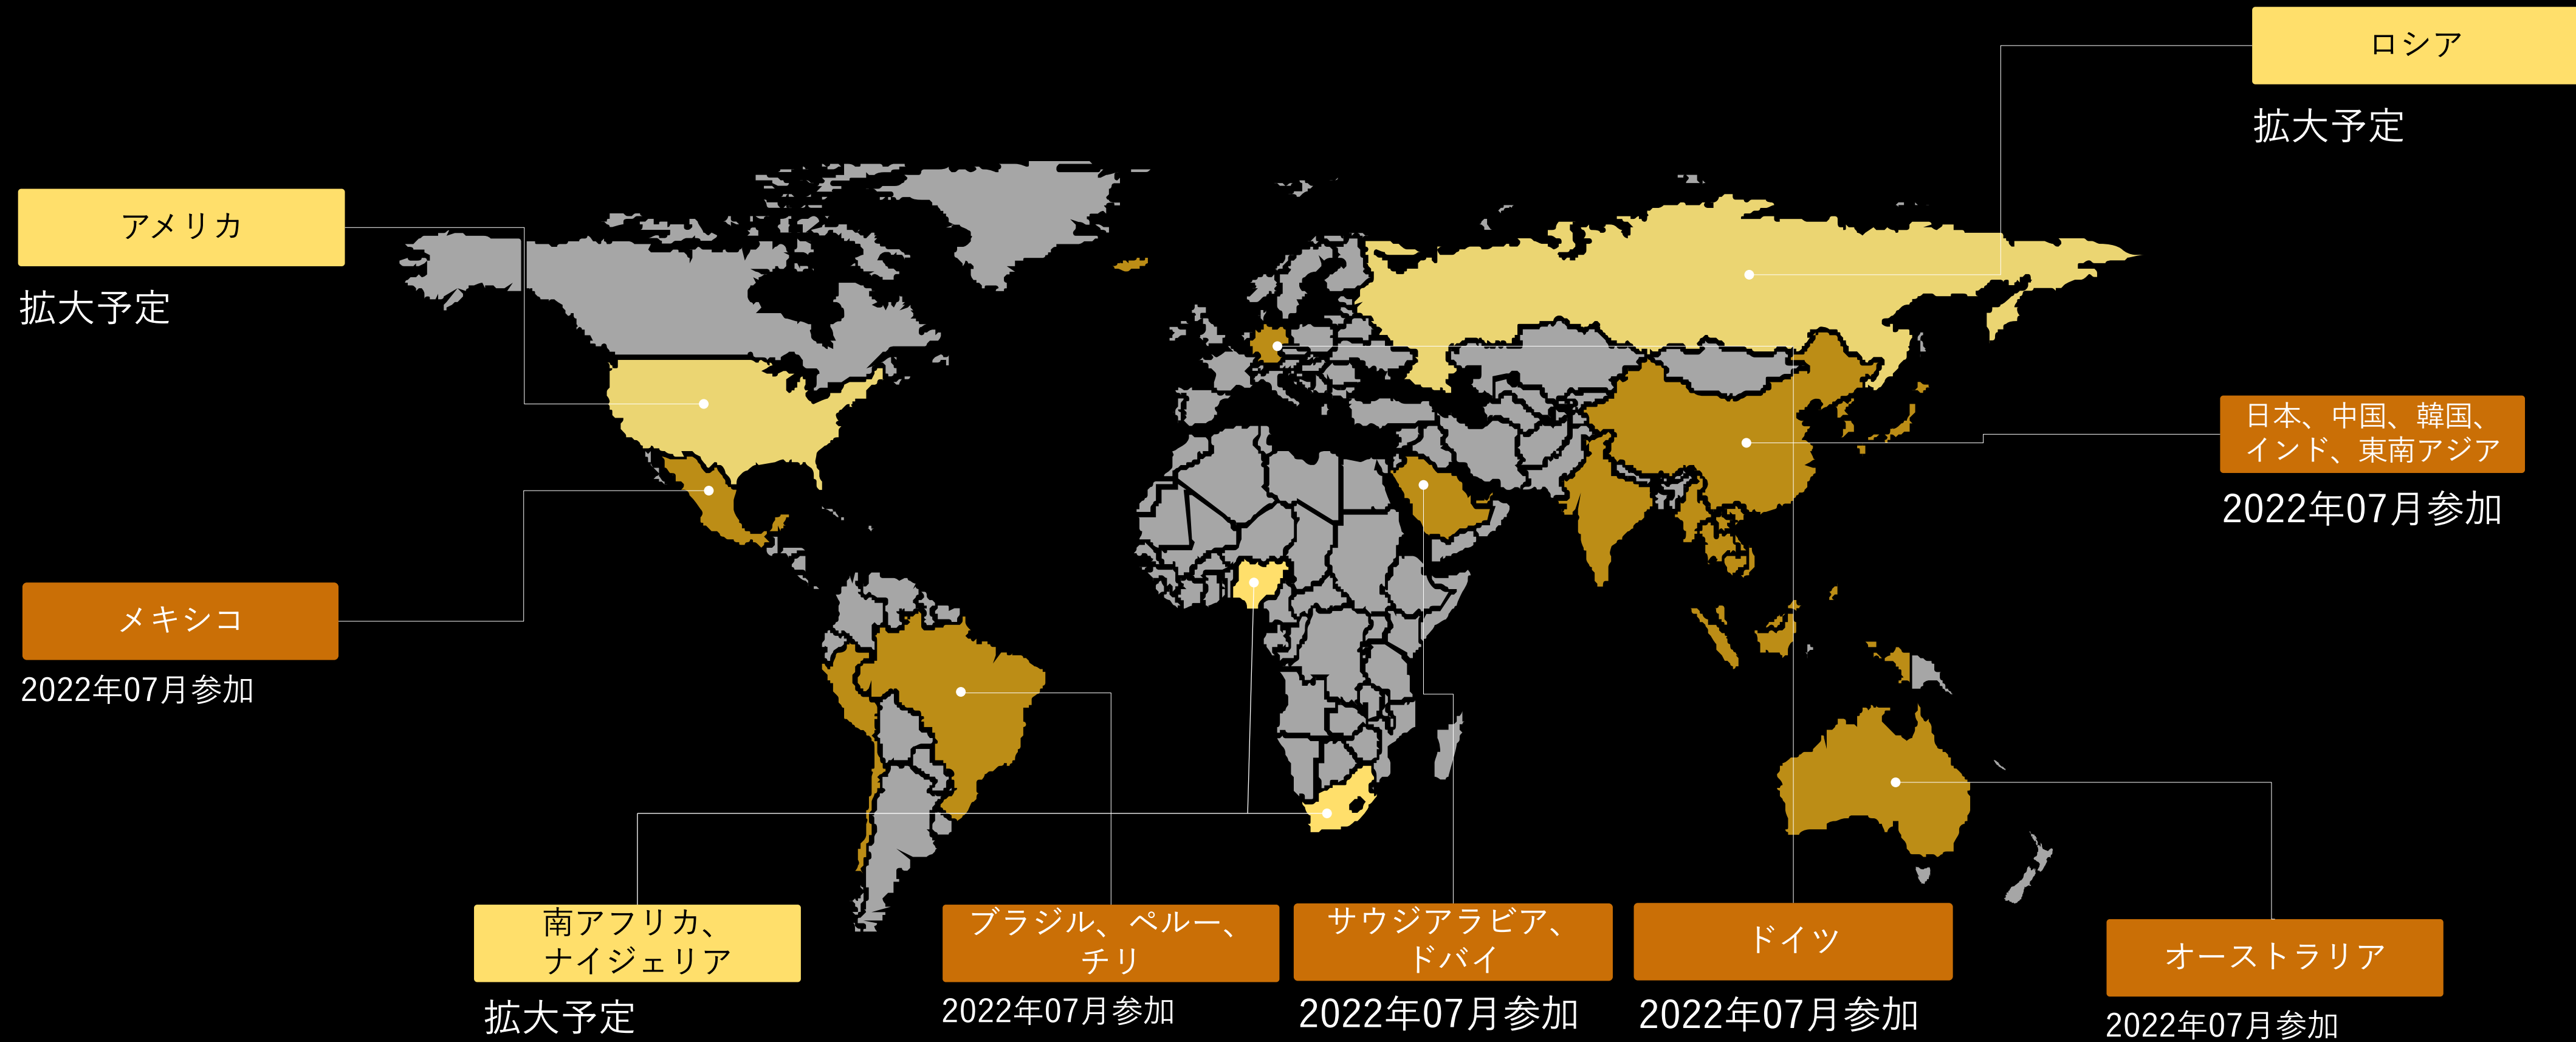 ロシア
拡大予定
アメリカ
拡大予定
日本、中国、韓国、
インド、東南アジア
2022年07月参加
メキシコ
2022年07月参加
南アフリカ、
ナイジェリア
拡大予定
ブラジル、ペルー、
チリ
2022年07月参加
サウジアラビア、
ドバイ
2022年07月参加
ドイツ
2022年07月参加
オーストラリア
2022年07月参加